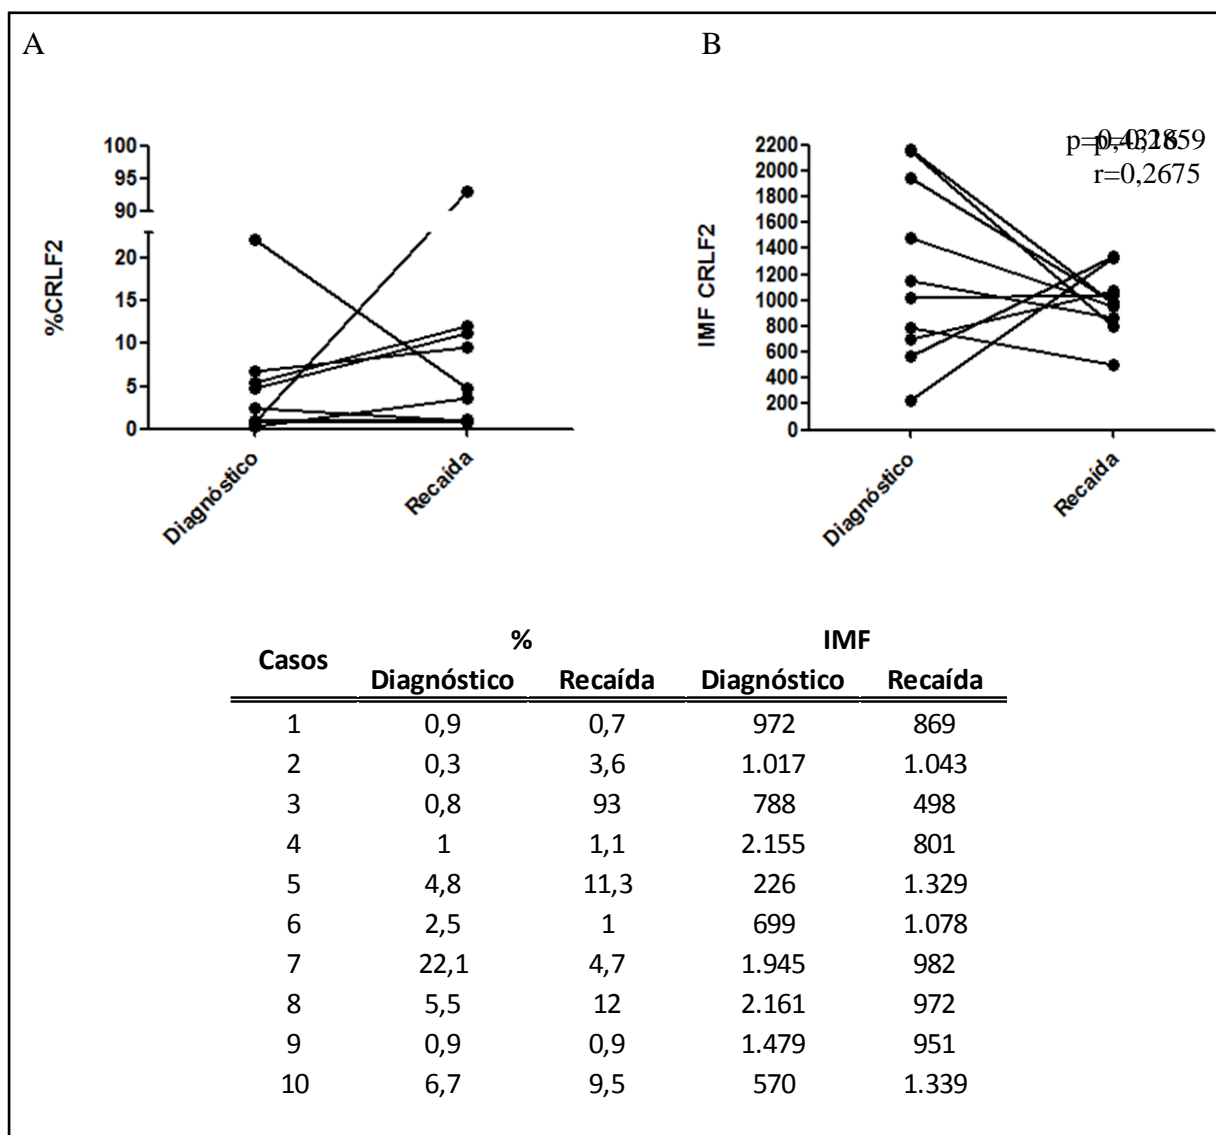 A
B
100
95
90
20
15
10
5
0
%CRLF2
Diagnóstico
Recaída
2200
2000
1800
1600
1400
1200
1000
800
600
400
200
0
IMF CRLF2
Diagnóstico
Recaída
r=0,2675
% IMF
Casos Diagnóstico Recaída Diagnóstico Recaída
1 0,9 0,7 972 869
2 0,3 3,6 1.017 1.043
3 0,8 93 788 498
4 1 1,1 2.155 801
5 4,8 11,3 226 1.329
6 2,5 1 699 1.078
7 22,1 4,7 1.945 982
8 5,5 12 2.161 972
9 0,9 0,9 1.479 951
10 6,7 9,5 570 1.339